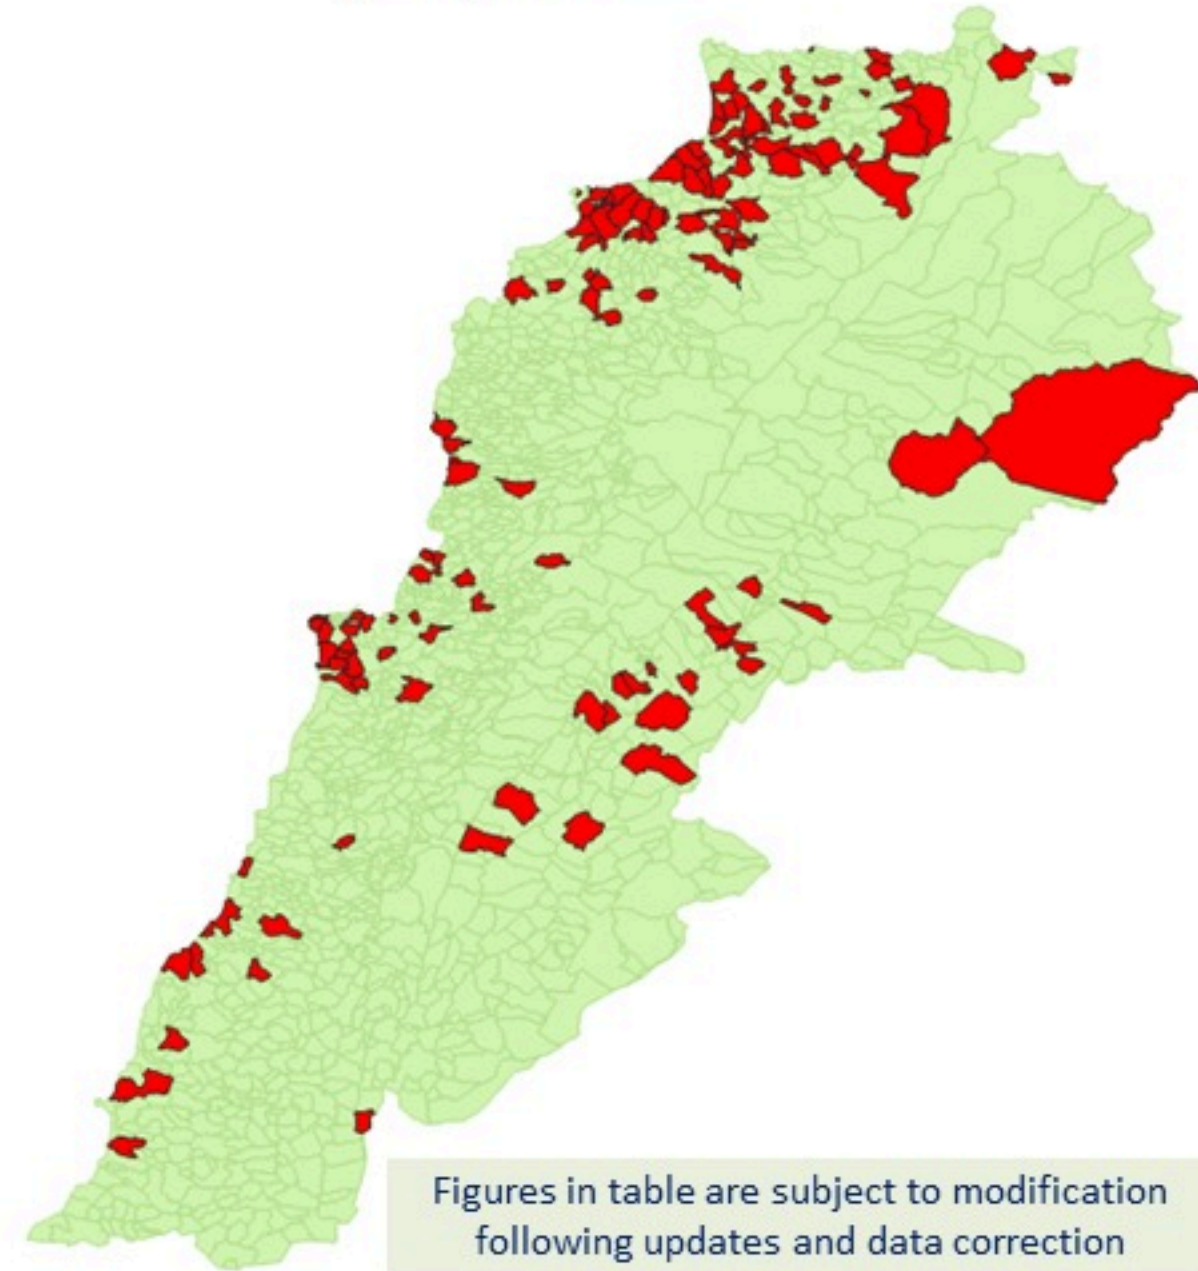 Figures in table are subject to modification
following updates and data correction